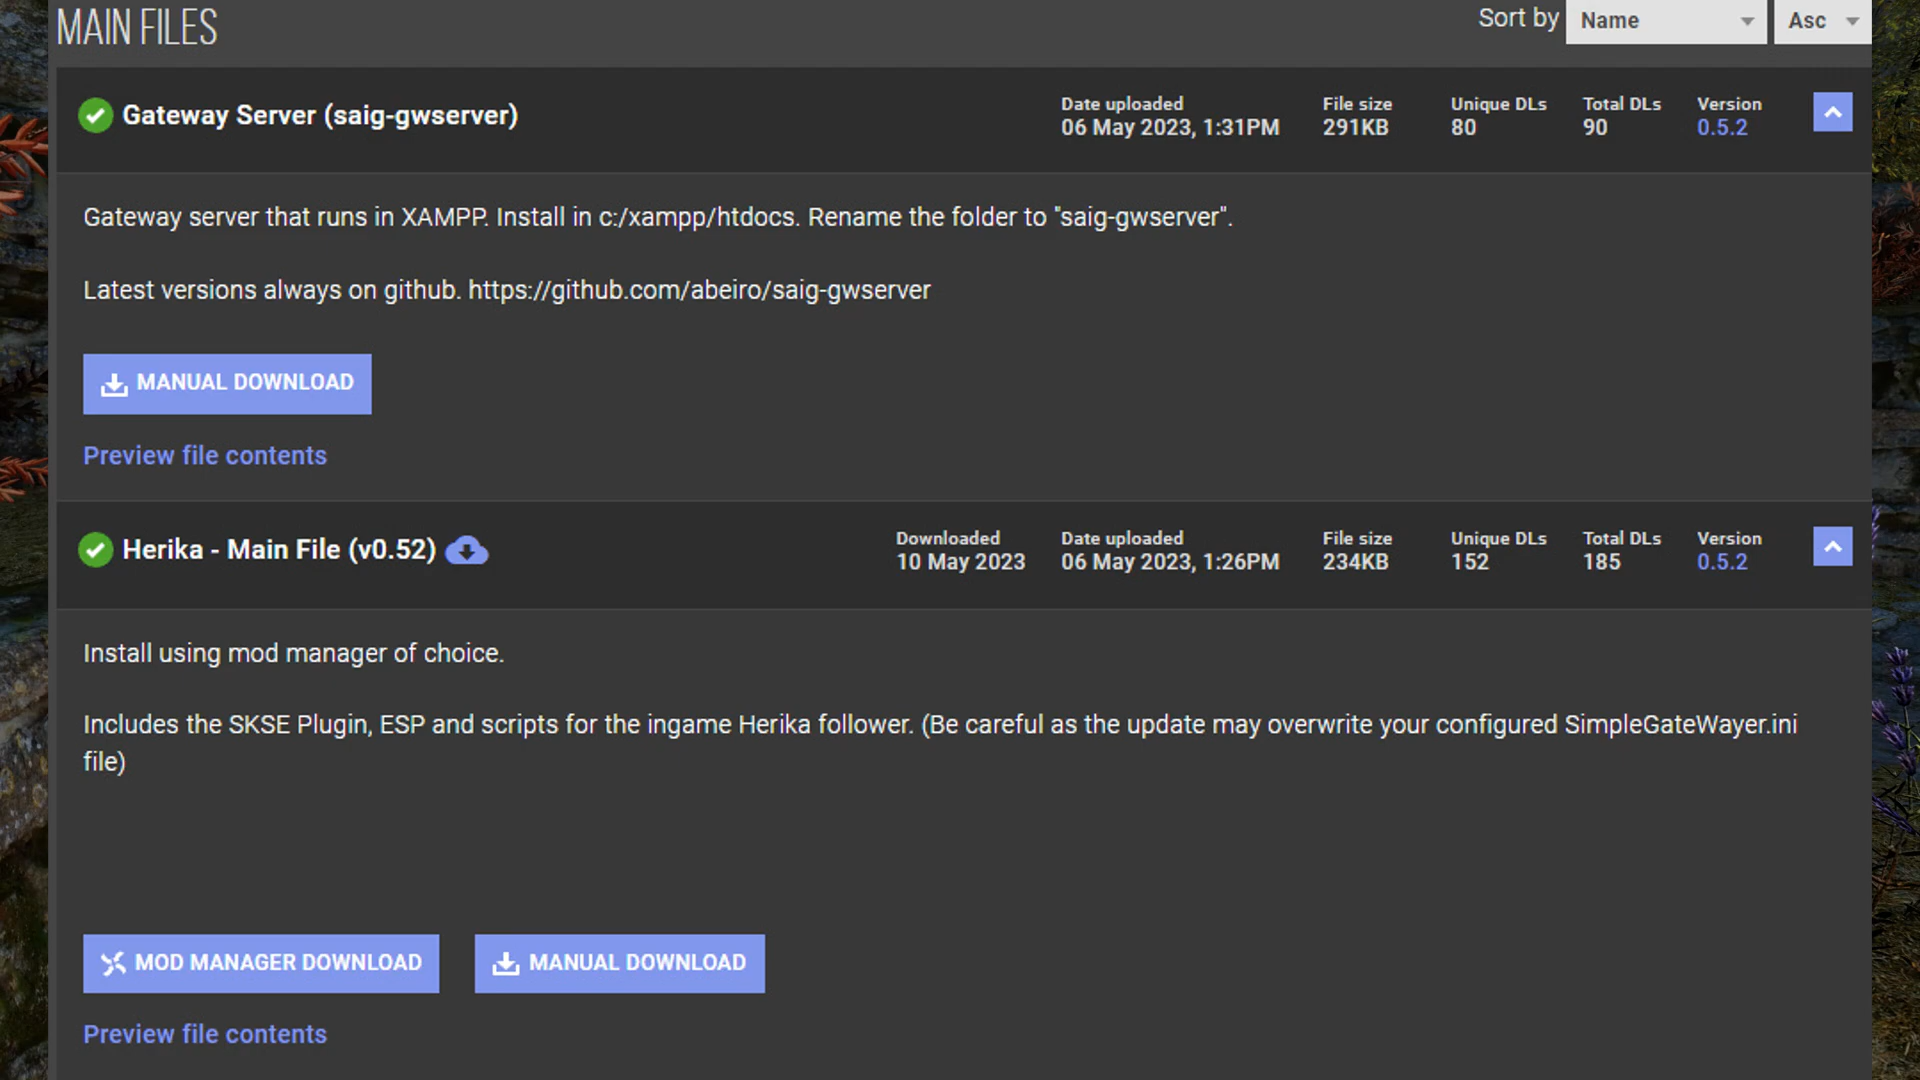 MAIN FILES
Sort by Name Asc
Gateway Server (saig-gwserver)
Date uploaded
06 May 2023, 1:31PM
File size
291KB
Unique DLs
80
Total DLs
90
Version
0.5.2
Gateway server that runs in XAMPP. Install in c:/xampp/htdocs. Rename the folder to "saig-gwserver".
Latest versions always on github. https://github.com/abeiro/saig-gwserver
MANUAL DOWNLOAD
Preview file contents
Herika - Main File (v0.52)
Downloaded
10 May 2023
Date uploaded
06 May 2023, 1:26PM
File size
234KB
Unique DLs
152
Total DLs
185
Version
0.5.2
Install using mod manager of choice.
Includes the SKSE Plugin, ESP and scripts for the ingame Herika follower. (Be careful as the update may overwrite your configured SimpleGateWayer.ini
file)
MOD MANAGER DOWNLOAD
MANUAL DOWNLOAD
Preview file contents